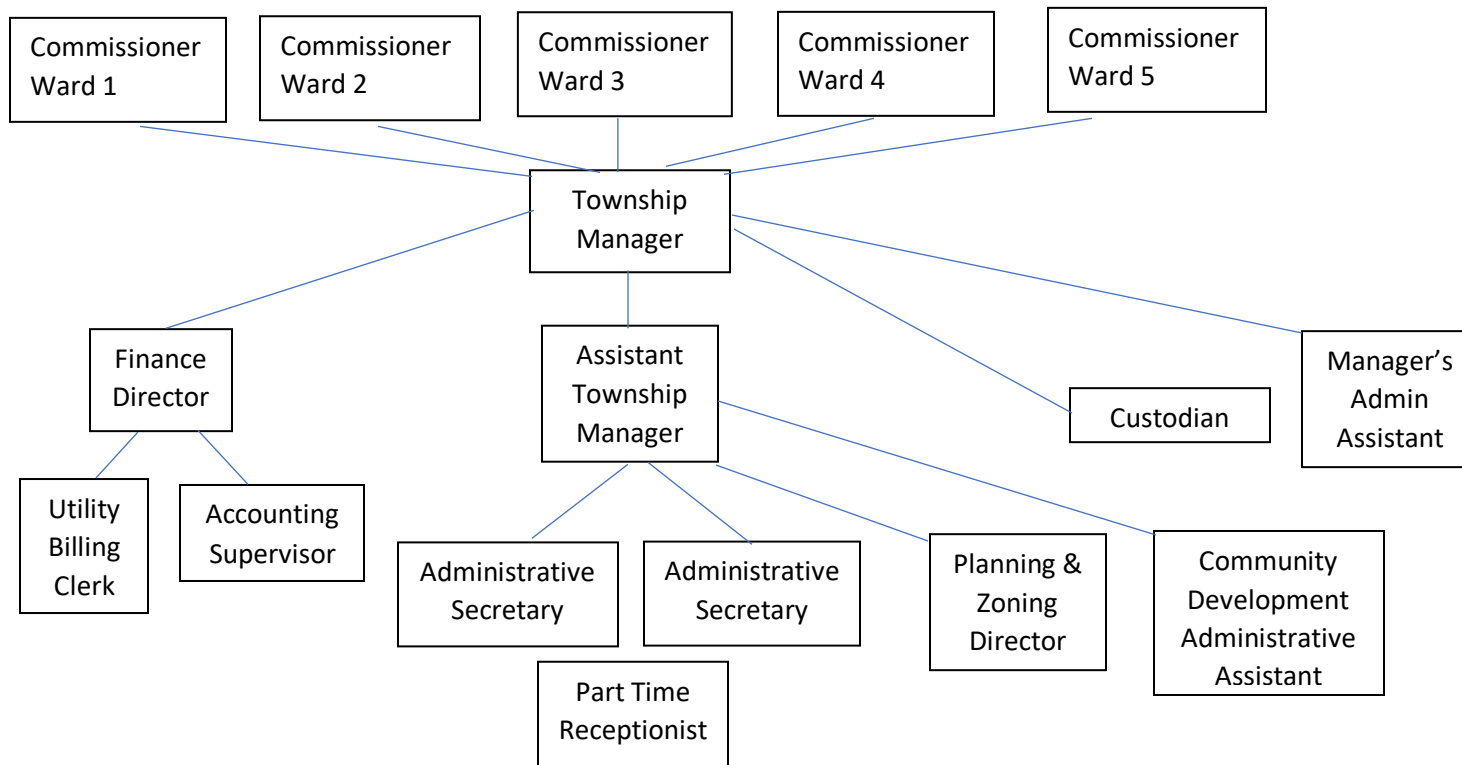 Commissioner
Ward 1
Commissioner
Ward 2
Commissioner
Ward 3
Commissioner
Ward 4
Commissioner
Ward 5
Township
Manager
Finance
Director
Assistant
Township
Manager
Custodian
Manager’s
Admin
Assistant
Utility
Billing
Clerk
Accounting
Supervisor
Administrative
Secretary
Administrative
Secretary
Planning &
Zoning
Director
Community
Development
Administrative
Assistant
Part Time
Receptionist